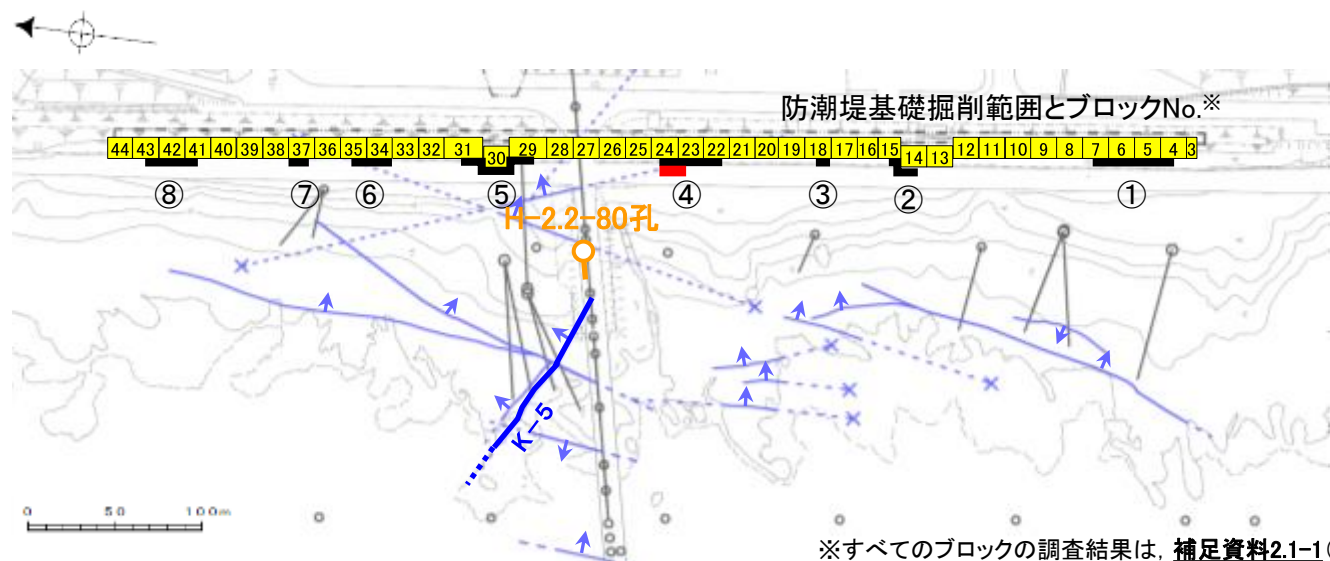 防潮堤基礎掘削範囲とブロックNo.※
44 43 42 41 40 39 38 37 36 35 34 33 32 31 30 29 28 27 26 25 24 23 22 21 20 19 18 17 16 15 14 13 12 11 10 9 8 7 6 5 4 3
⑧ ⑦ ⑥ ⑤ ④ ③ ② ①
H-2.2-80孔
K-5
0 50 100m
※すべてのブロックの調査結果は, 補足資料2.1-1(